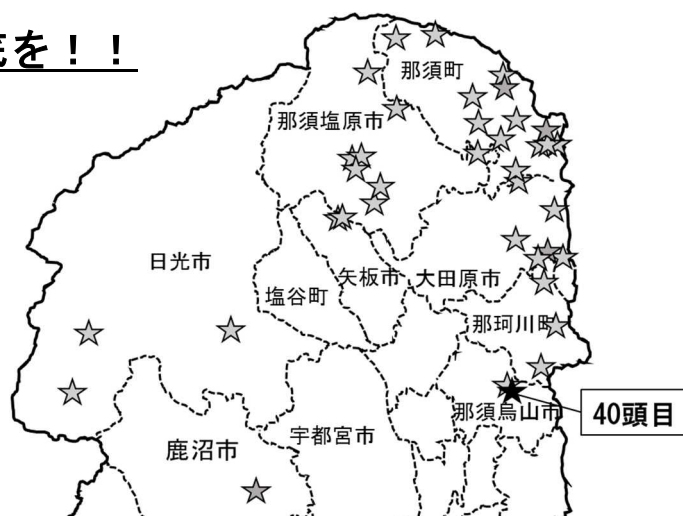 を！！
那須町
那須塩原市
日光市
矢板市
大田原市
塩谷町
那珂川町
那須烏山市
40頭目
宇都宮市
鹿沼市